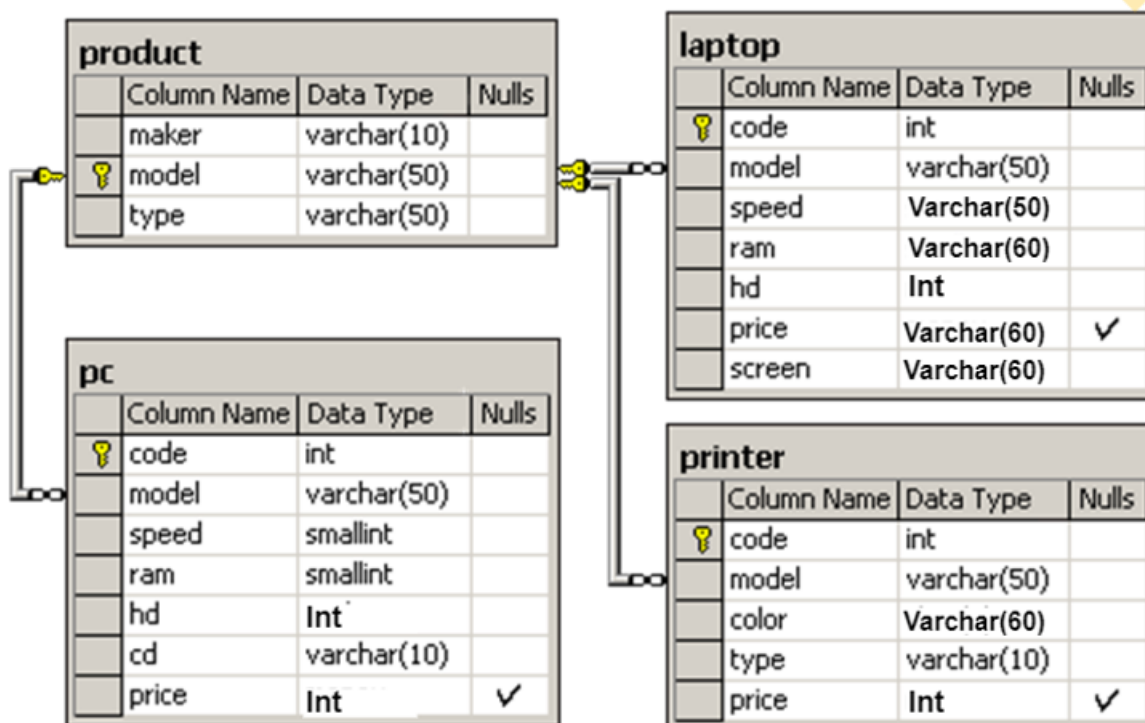 product
Column Name Data Type Nulls
maker varchar(10)
model varchar(50)
type varchar(50)
laptop
Column Name Data Type Nulls
code int
model varchar(50)
speed Varchar(50)
ram Varchar(60)
hd Int
price Varchar(60)
screen Varchar(60)
pc
Column Name Data Type Nulls
code int
model varchar(50)
speed smallint
ram smallint
hd Int
cd varchar(10)
price Int
printer
Column Name Data Type Nulls
code int
model varchar(50)
color Varchar(60)
type varchar(10)
price Int